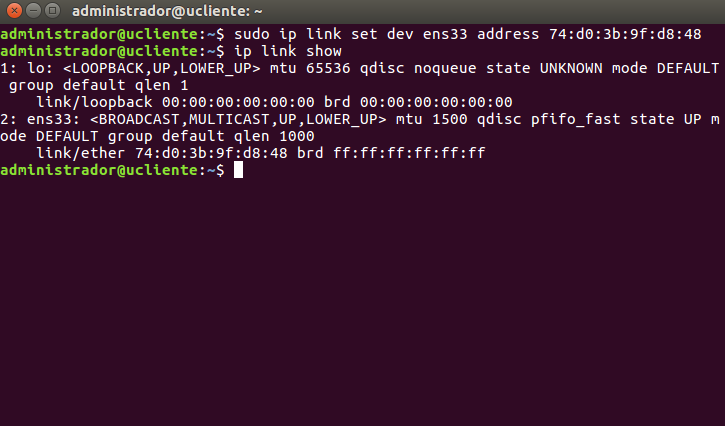 administrador@ucliente: ~
administrador@ucliente:~$ sudo ip link set dev ens33 address 74:d0:3b:9f:d8:48
administrador@ucliente:~$ ip link show
1: lo: <LOOPBACK,UP,LOWER_UP> mtu 65536 qdisc noqueue state UNKNOWN mode DEFAULT
 group default qlen 1
    link/loopback 00:00:00:00:00:00 brd 00:00:00:00:00:00
2: ens33: <BROADCAST,MULTICAST,UP,LOWER_UP> mtu 1500 qdisc pfifo_fast state UP m
ode DEFAULT group default qlen 1000
    link/ether 74:d0:3b:9f:d8:48 brd ff:ff:ff:ff:ff:ff
administrador@ucliente:~$